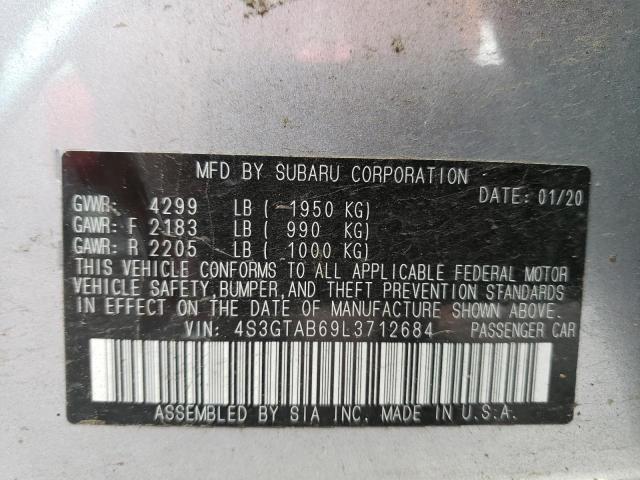 MFD BY SUBARU CORPORATION
DATE: 01/20
GVWR: 4299 LB ( 1950 KG)
GAWR: F 2183 LB ( 990 KG)
GAWR: R 2205 LB ( 1000 KG)
THIS VEHICLE CONFORMS TO ALL APPLICABLE FEDERAL MOTOR
VEHICLE SAFETY, BUMPER, AND THEFT PREVENTION STANDARDS
IN EFFECT ON THE DATE OF MANUFACTURE SHOWN ABOVE.
VIN: 4S3GTAB69L3712684 PASSENGER CAR
ASSEMBLED BY SIA INC. MADE IN U.S.A.